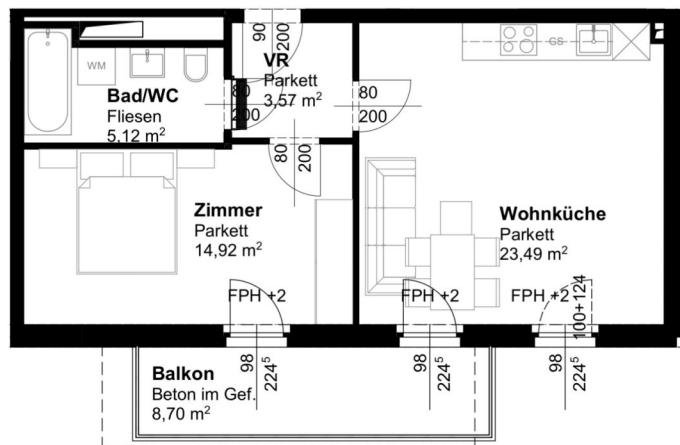 90
200
VR
Parkett
3,57 m²
WM
Bad/WC
Fliesen
5,12 m²
80
200
GS
80
200
80
200
Zimmer
Parkett
14,92 m²
Wohnküche
Parkett
23,49 m²
FPH +2
FPH +2
FPH +2
100+124
98
224⁵
98
224⁵
98
224⁵
Balkon
Beton im Gef.
8,70 m²